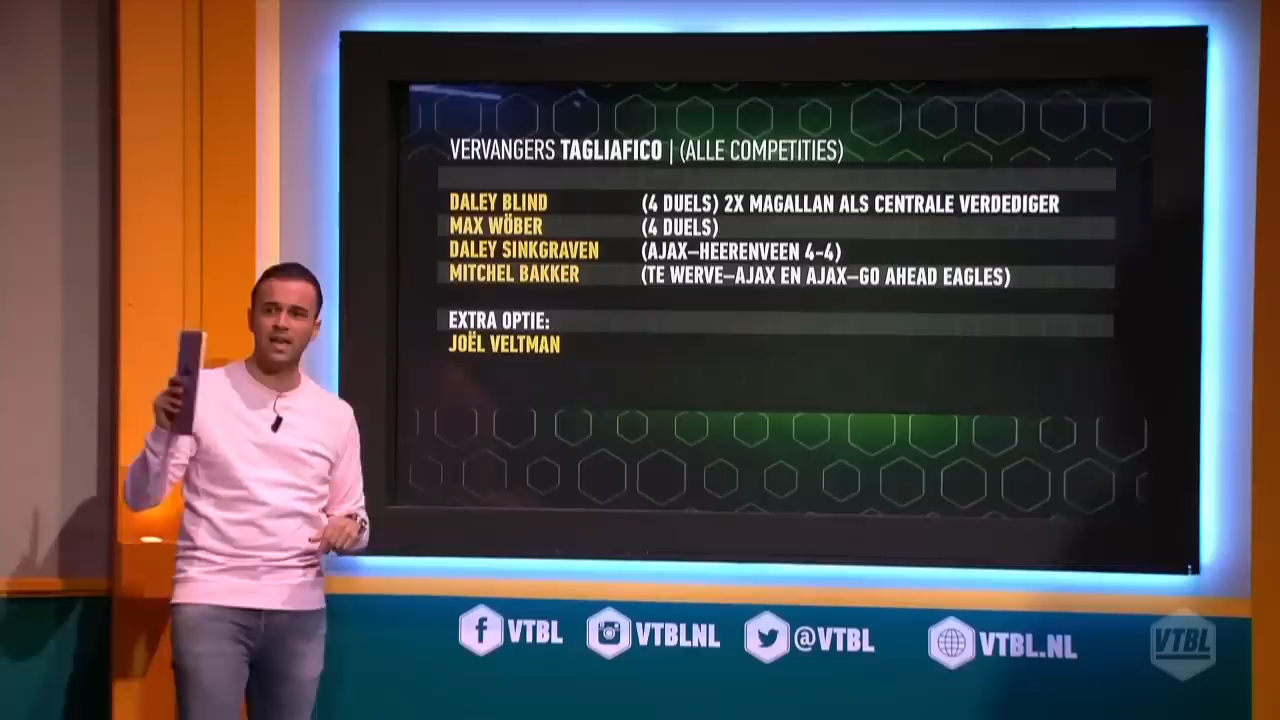 VERVANGERS TAGLIAFICO | (ALLE COMPETITIES)
DALEY BLIND (4 DUELS) 2X MAGALLAN ALS CENTRALE VERDEDIGER
MAX WÖBER (4 DUELS)
DALEY SINKGRAVEN (AJAX–HEERENVEEN 4-4)
MITCHEL BAKKER (TE WERVE–AJAX EN AJAX–GO AHEAD EAGLES)
EXTRA OPTIE:
JOËL VELTMAN
f VTBL VTBLNL @VTBL VTBL.NL
VTBL